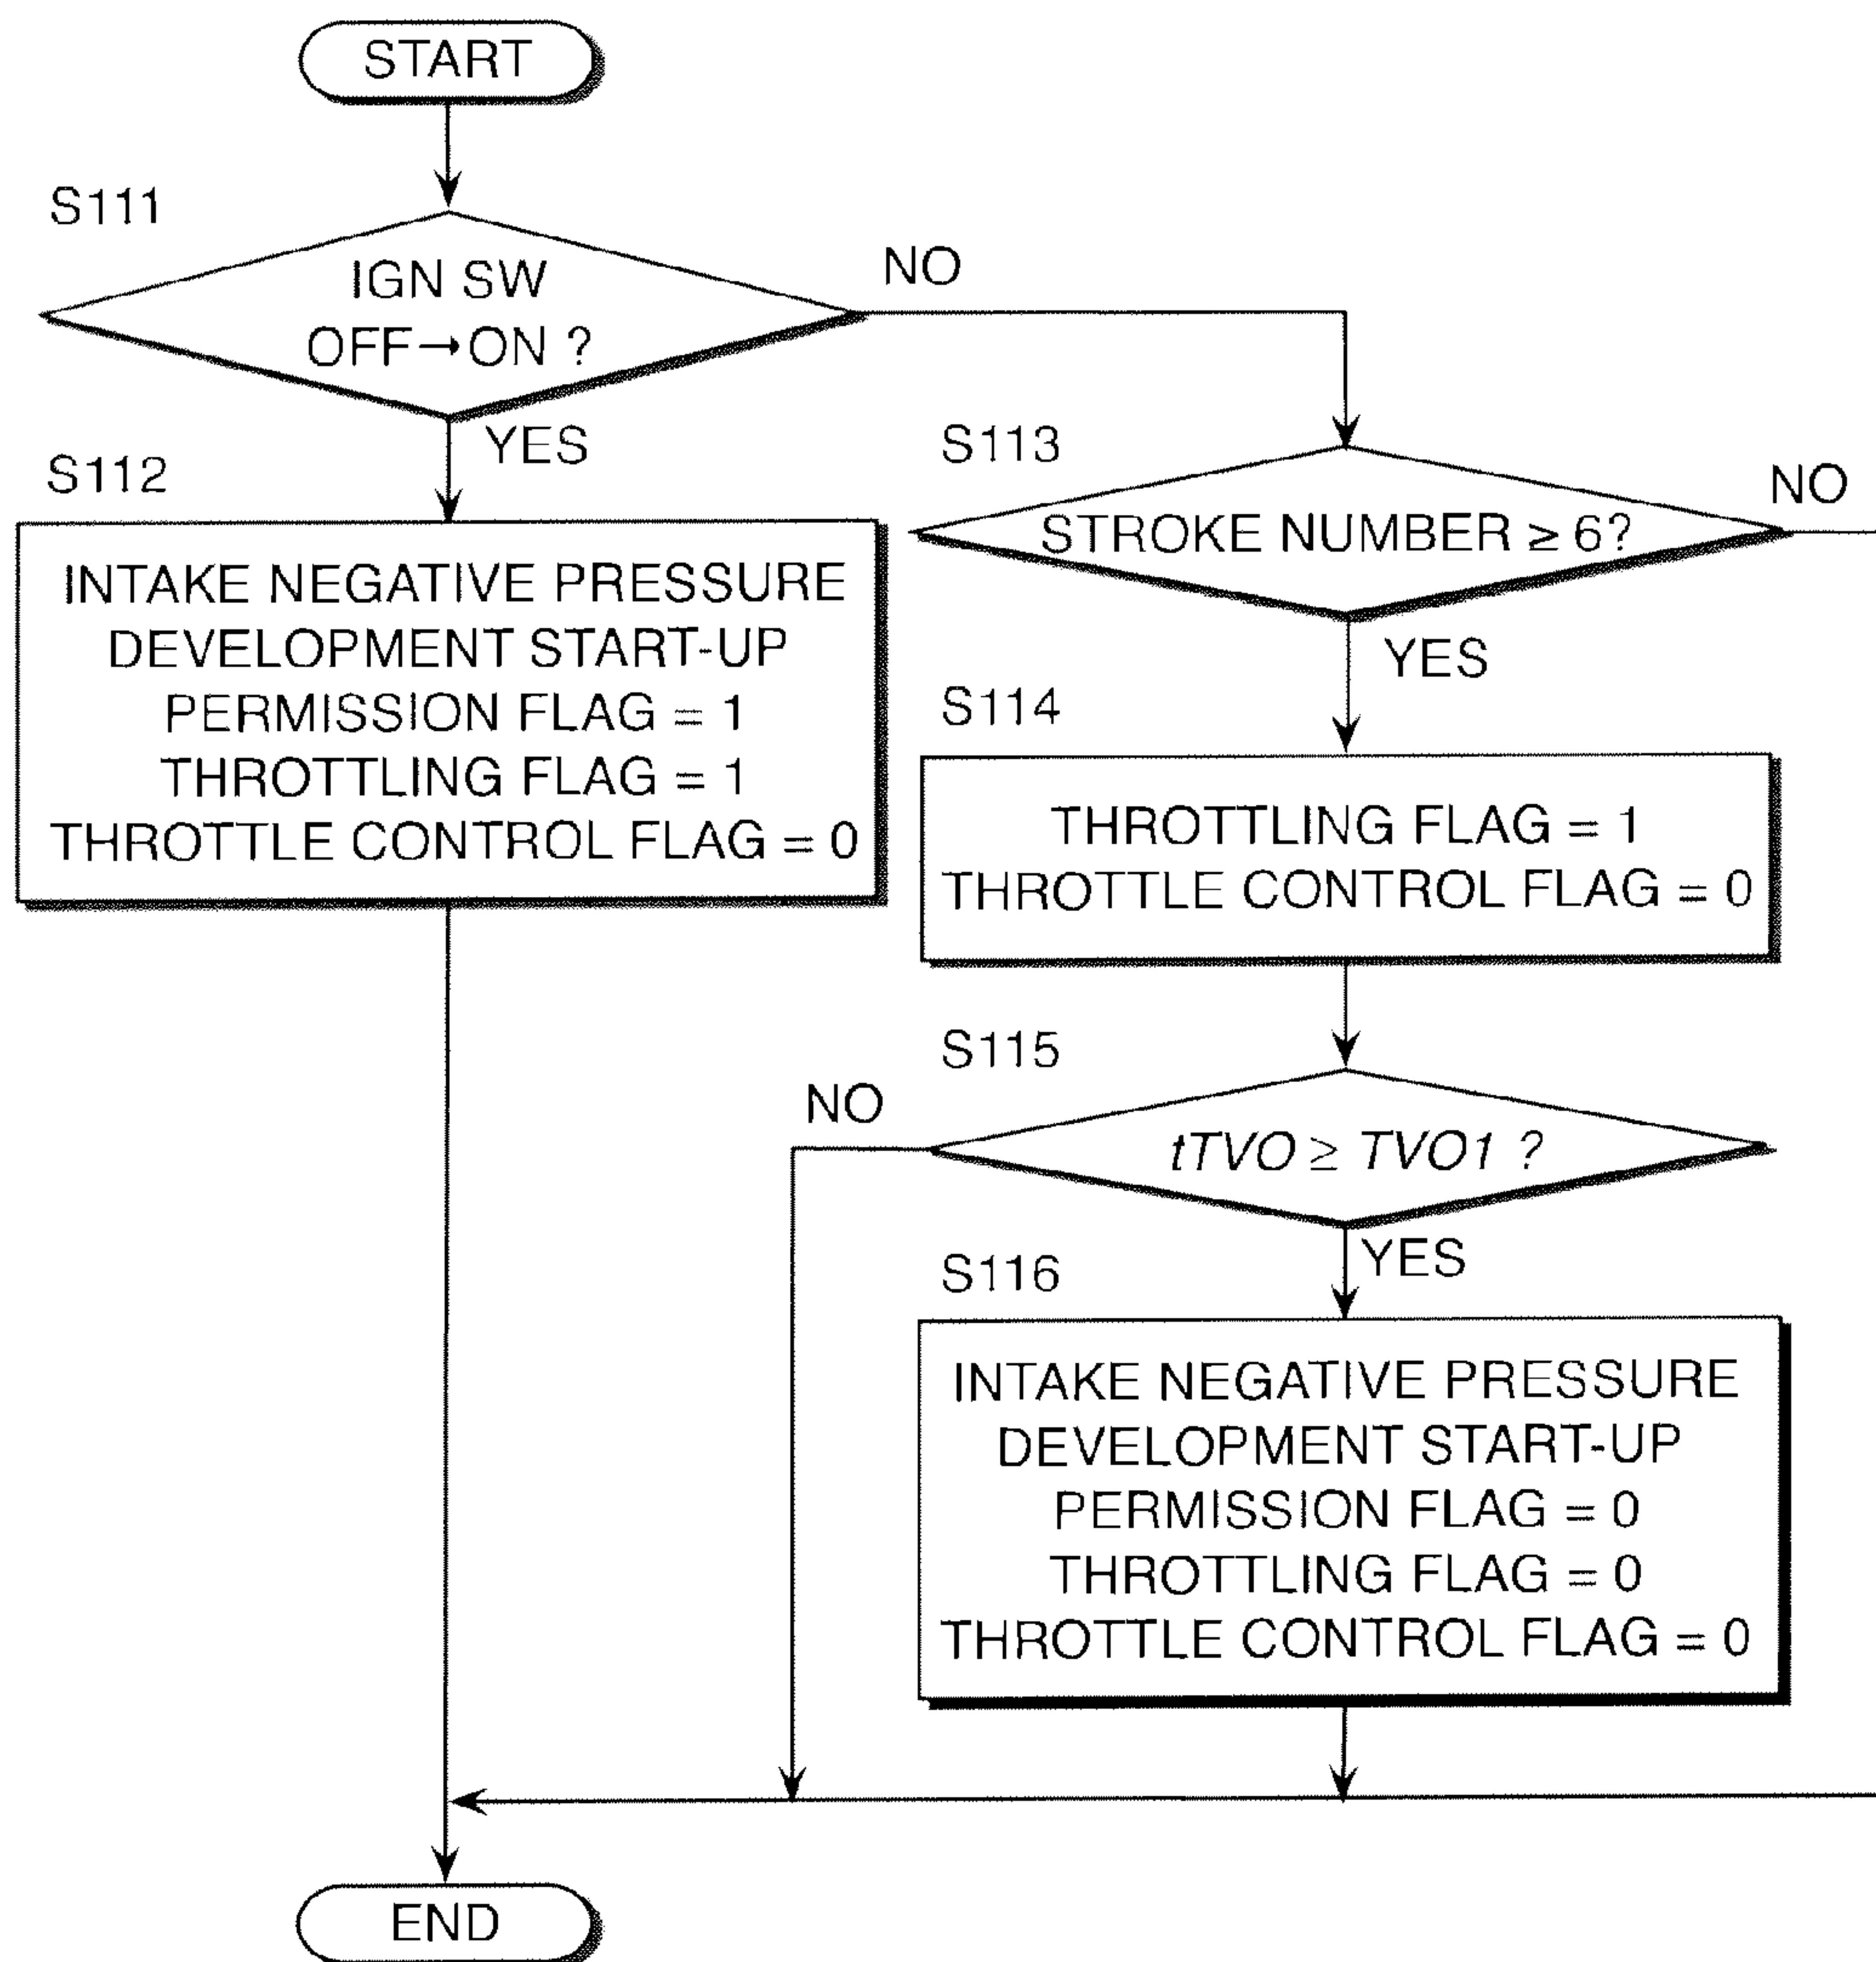 START
S111
IGN SW
OFF→ON ?
NO
YES
S112
INTAKE NEGATIVE PRESSURE
DEVELOPMENT START-UP
PERMISSION FLAG = 1
THROTTLING FLAG = 1
THROTTLE CONTROL FLAG = 0
S113
STROKE NUMBER ≥ 6?
NO
YES
S114
THROTTLING FLAG = 1
THROTTLE CONTROL FLAG = 0
S115
NO
tTVO ≥ TVO1 ?
YES
S116
INTAKE NEGATIVE PRESSURE
DEVELOPMENT START-UP
PERMISSION FLAG = 0
THROTTLING FLAG = 0
THROTTLE CONTROL FLAG = 0
END